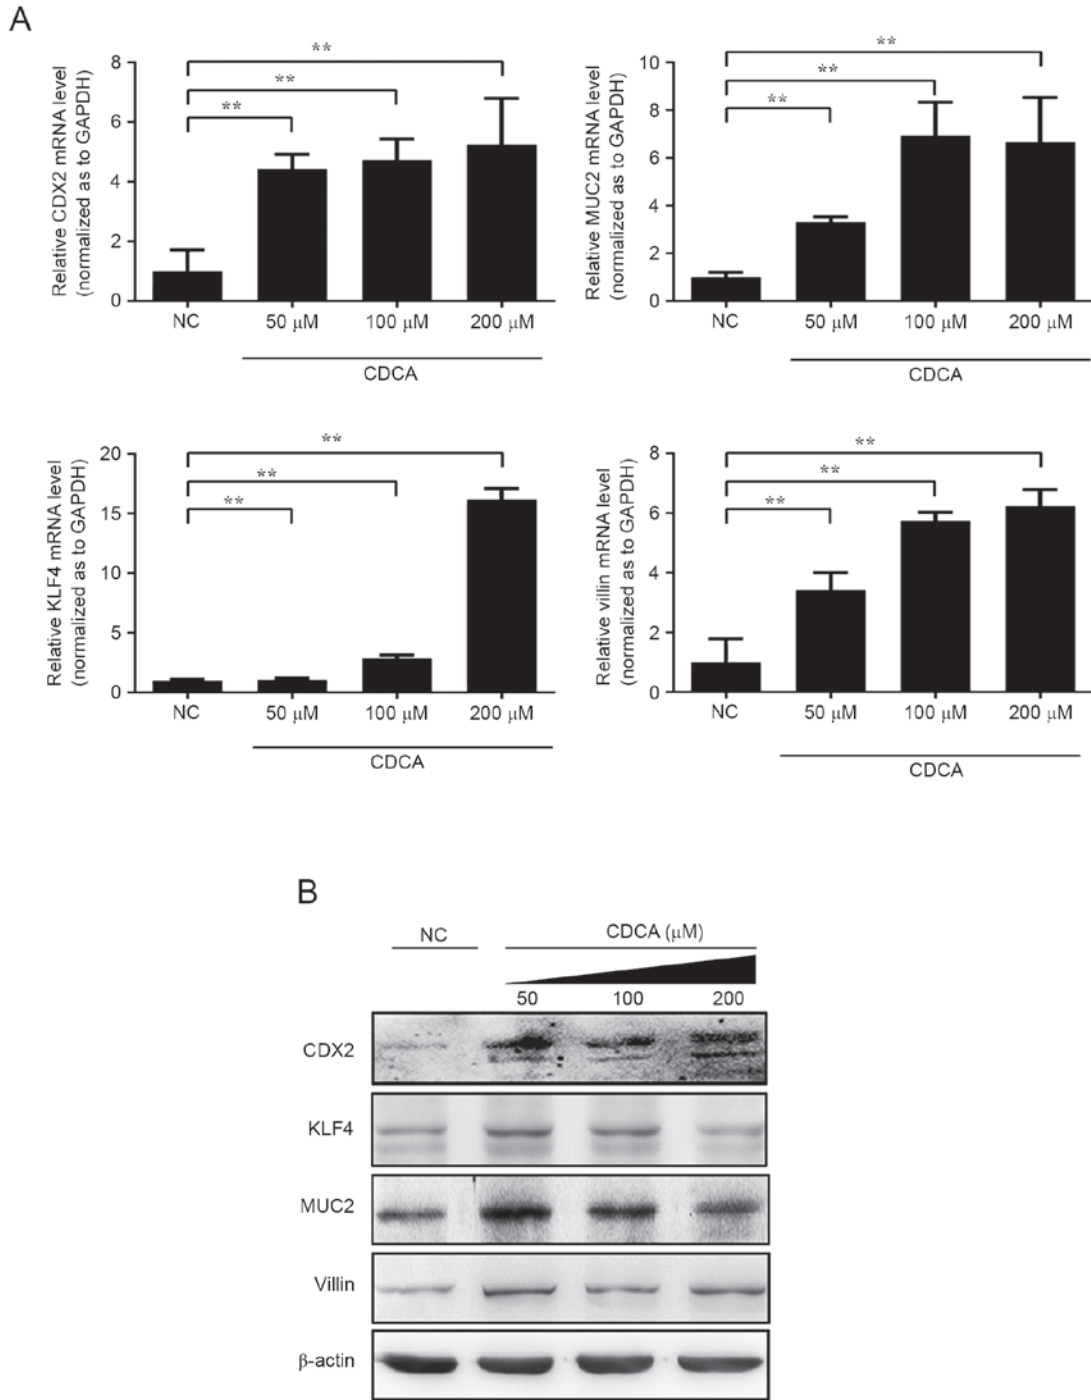 A
Relative CDX2 mRNA level
(normalized as to GAPDH)
8
6
4
2
0
**
**
**
NC
50 μM
100 μM
200 μM
CDCA
Relative MUC2 mRNA level
(normalized as to GAPDH)
10
8
6
4
2
0
**
**
**
NC
50 μM
100 μM
200 μM
CDCA
Relative KLF4 mRNA level
(normalized as to GAPDH)
20
15
10
5
0
**
**
**
NC
50 μM
100 μM
200 μM
CDCA
Relative villin mRNA level
(normalized as to GAPDH)
8
6
4
2
0
**
**
**
NC
50 μM
100 μM
200 μM
CDCA
B
NC
CDCA (μM)
50
100
200
CDX2
KLF4
MUC2
Villin
β-actin